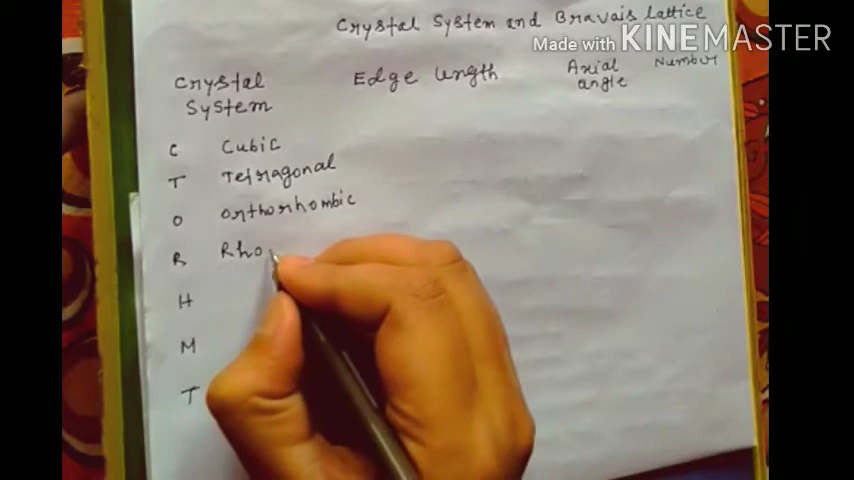 Crystal System and Bravais lattice
Made with KINEMASTER
Crystal System
Edge length
Axial angle
Number
C Cubic
T Tetragonal
O Orthorhombic
R Rho
H
M
T